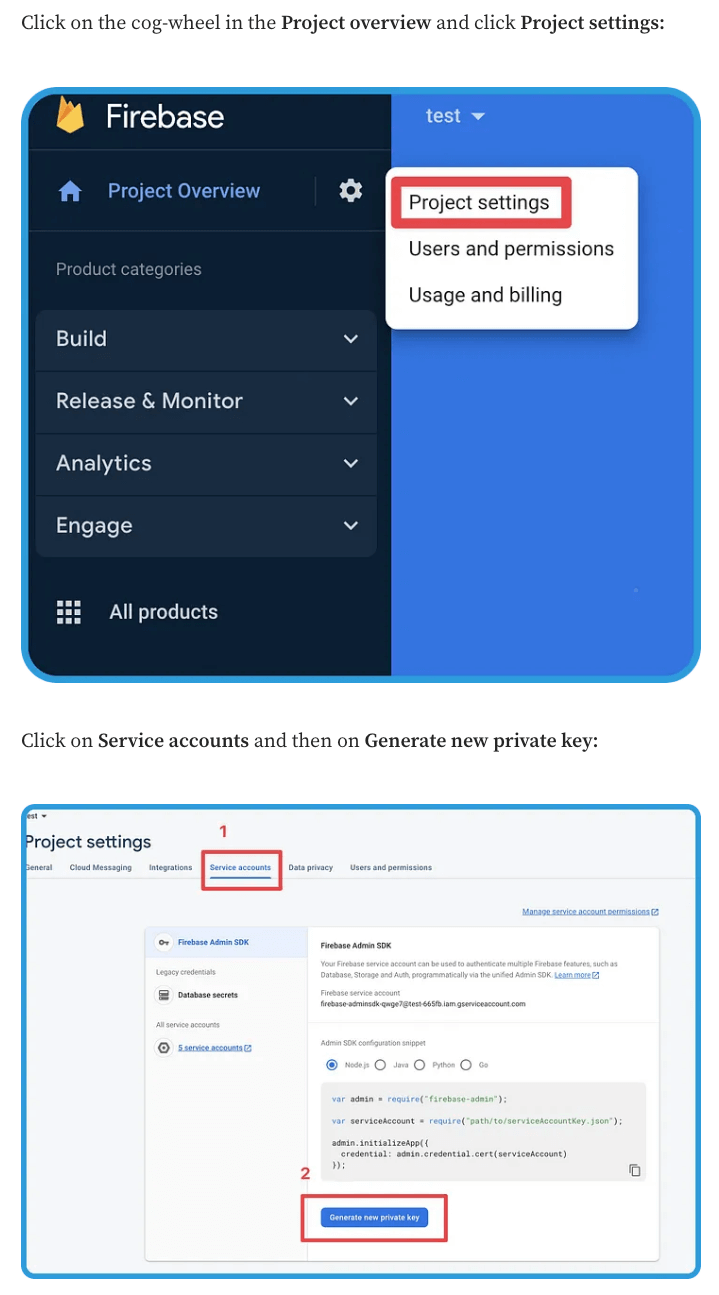 Click on the cog-wheel in the Project overview and click Project settings:
Firebase
test
Project Overview
Project settings
Users and permissions
Usage and billing
Product categories
Build
Release & Monitor
Analytics
Engage
All products
Click on Service accounts and then on Generate new private key:
est
1
Project settings
General Cloud Messaging Integrations Service accounts Data privacy Users and permissions
Manage service account permissions
Firebase Admin SDK
Legacy credentials
Database secrets
All service accounts
5 service accounts
Firebase Admin SDK
Your Firebase service account can be used to authenticate multiple Firebase features, such as
Database, Storage and Auth, programmatically via the unified Admin SDK. Learn more
Firebase service account
firebase-adminsdk-qwge7@test-665fb.iam.gserviceaccount.com
Admin SDK configuration snippet
Node.js Java Python Go
var admin = require("firebase-admin");
var serviceAccount = require("path/to/serviceAccountKey.json");
admin.initializeApp({
credential: admin.credential.cert(serviceAccount)
});
2
Generate new private key